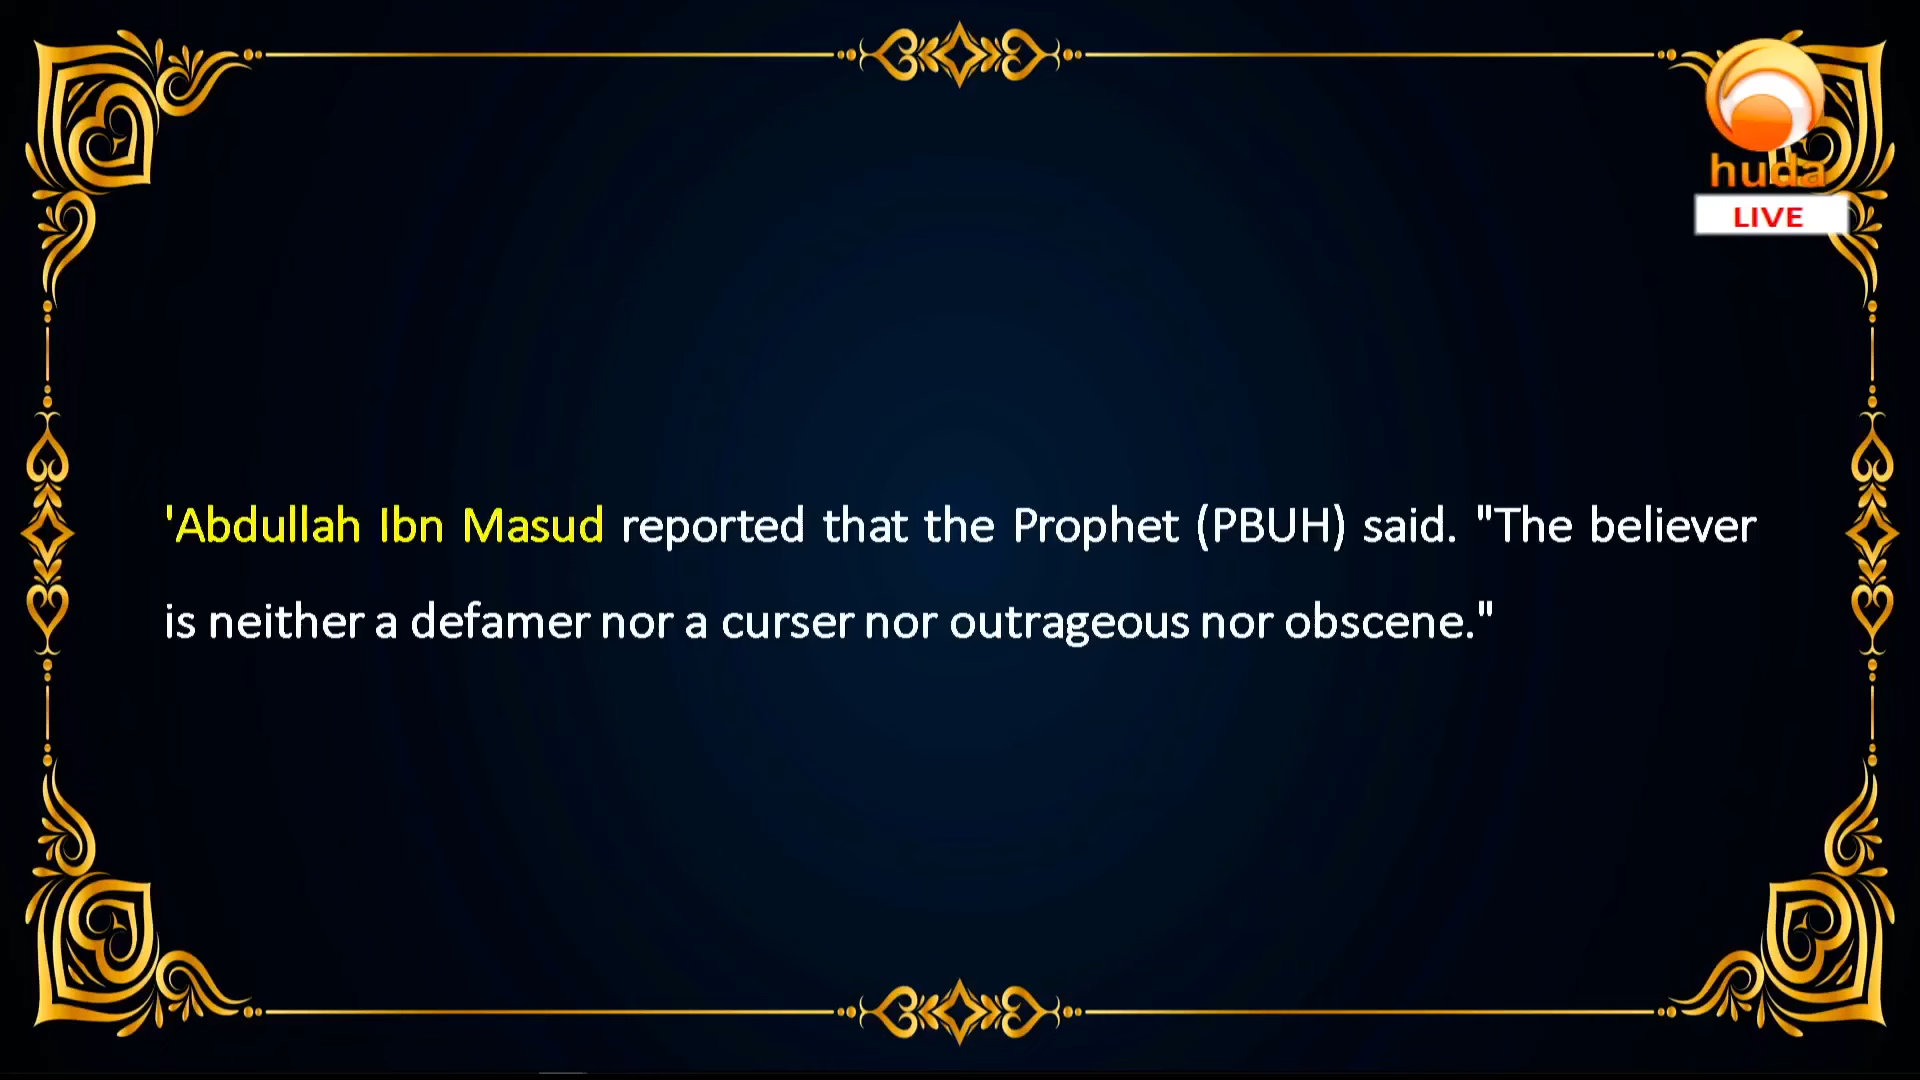 huda
LIVE
'Abdullah Ibn Masud reported that the Prophet (PBUH) said. "The believer
is neither a defamer nor a curser nor outrageous nor obscene."